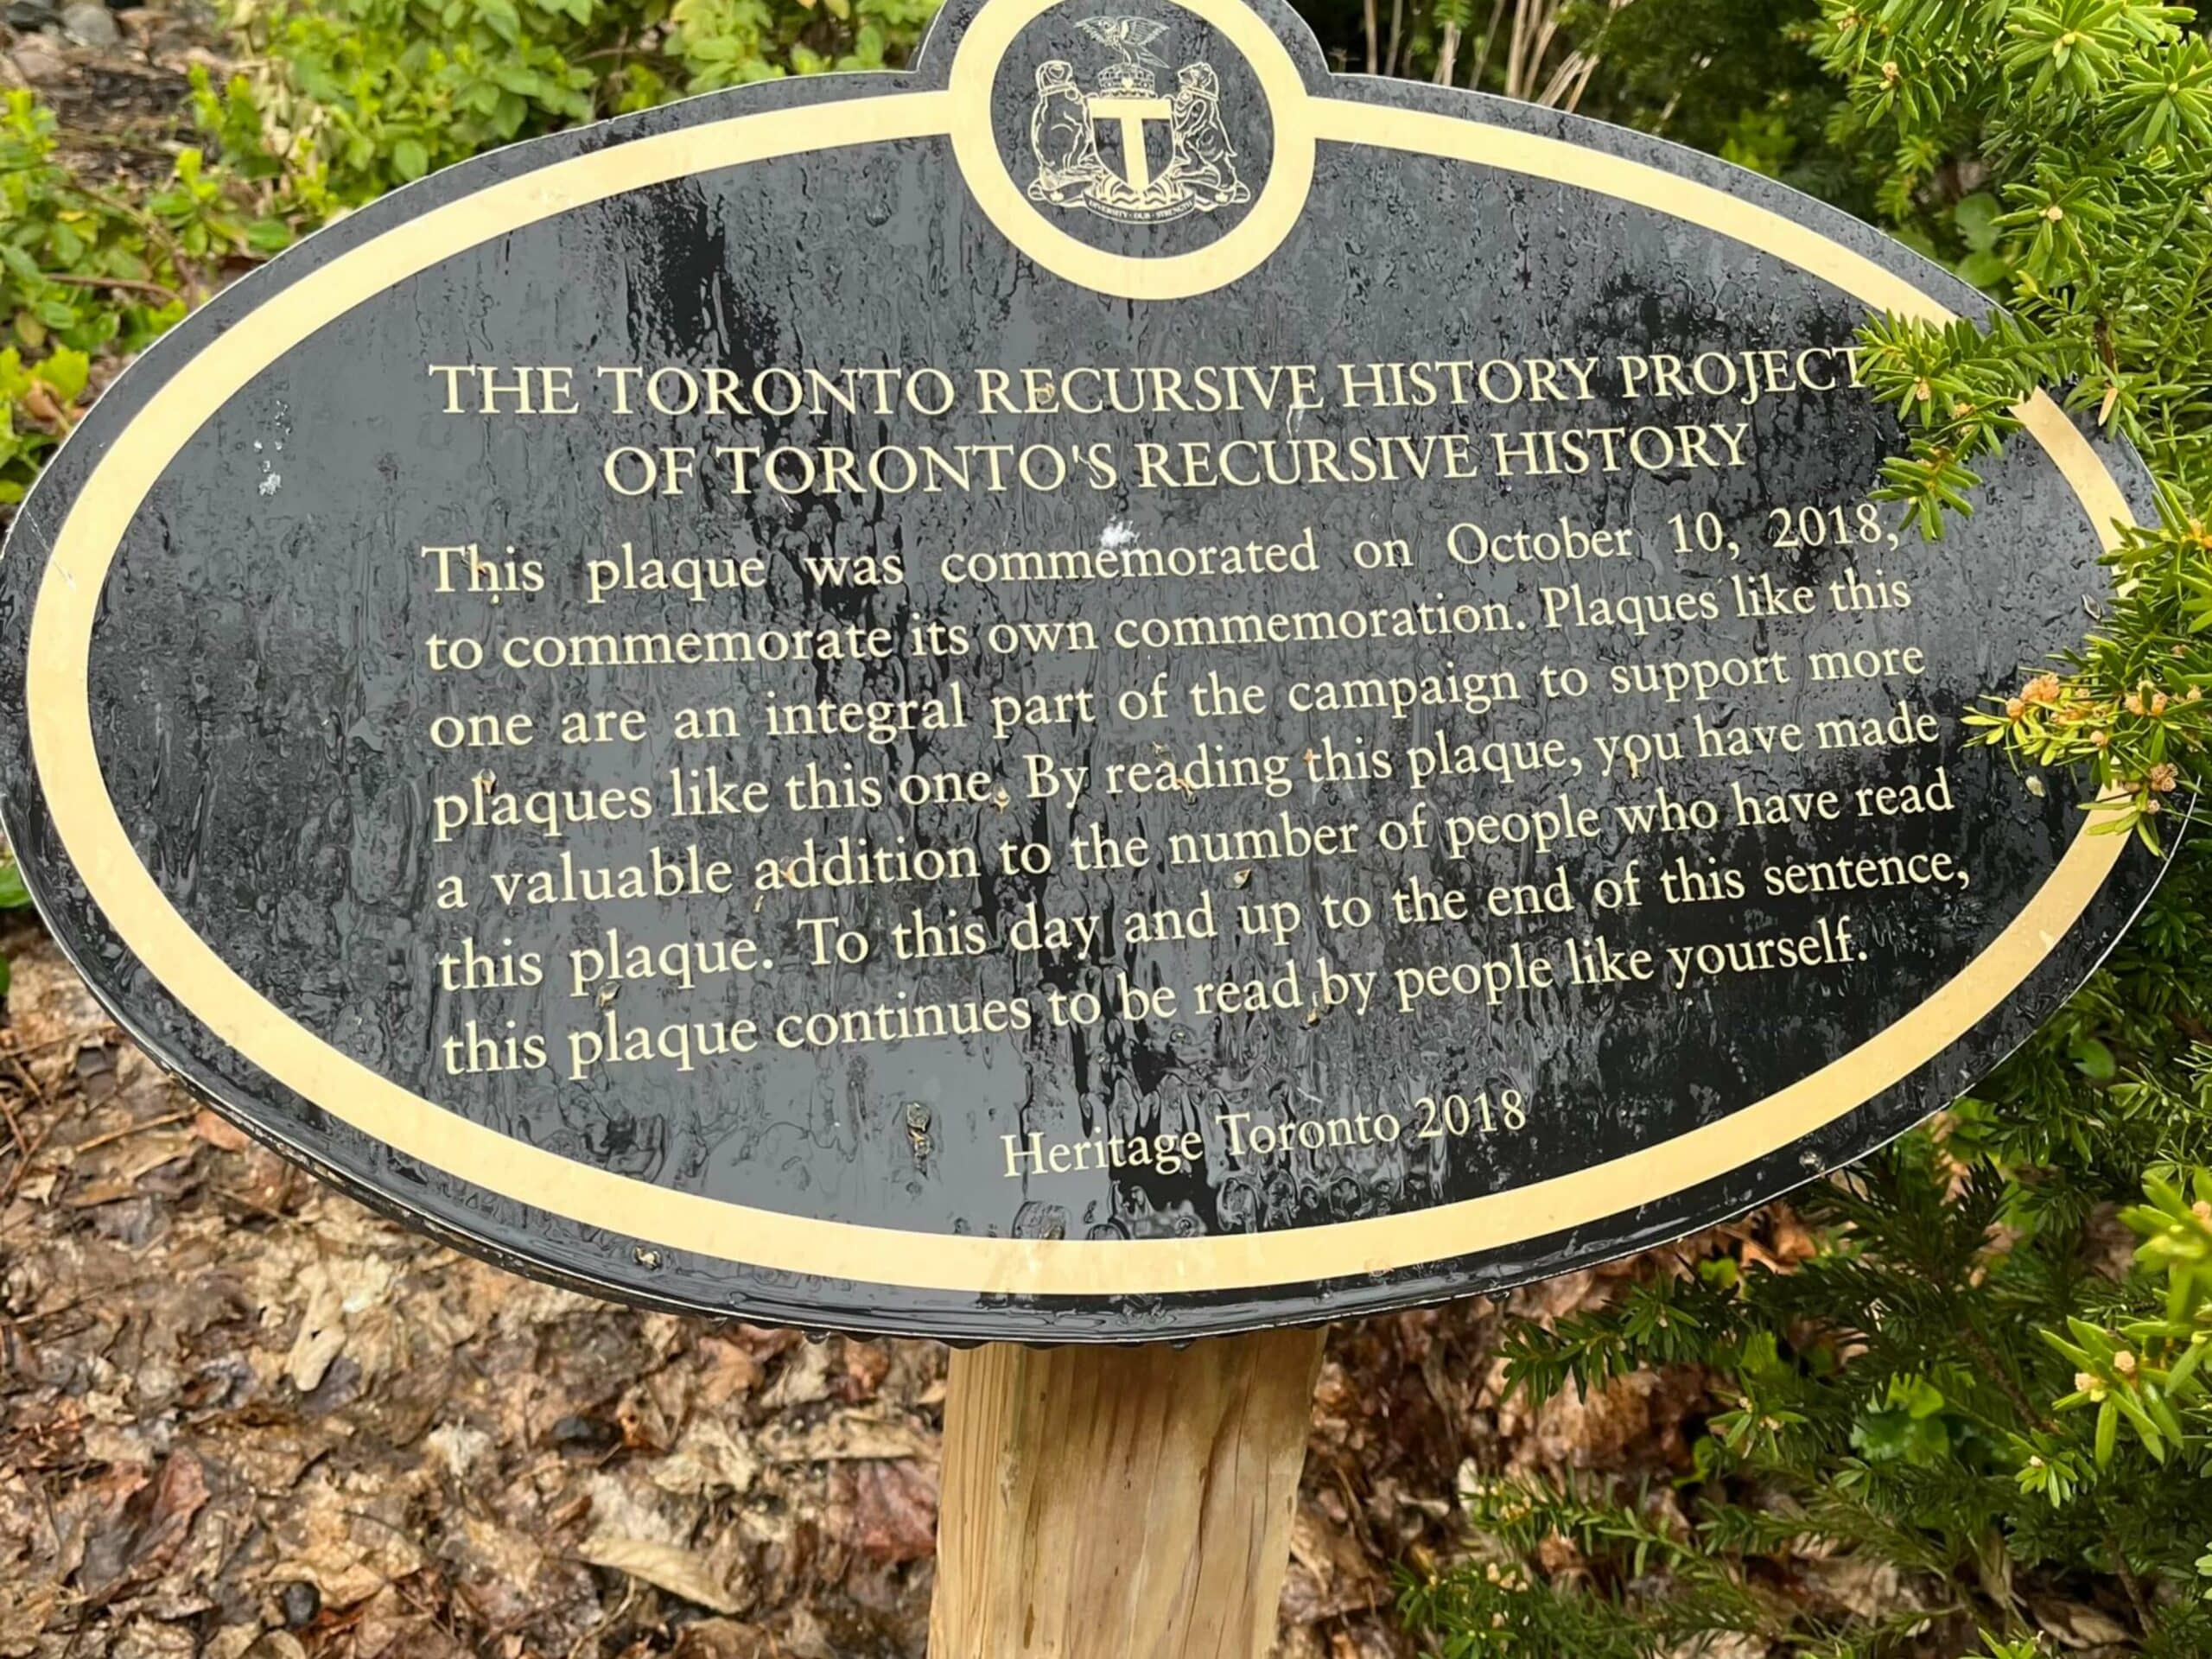 DIVERSITY · OUR · STRENGTH
THE TORONTO RECURSIVE HISTORY PROJECT
OF TORONTO'S RECURSIVE HISTORY
This plaque was commemorated on October 10, 2018,
to commemorate its own commemoration. Plaques like this
one are an integral part of the campaign to support more
plaques like this one. By reading this plaque, you have made
a valuable addition to the number of people who have read
this plaque. To this day and up to the end of this sentence,
this plaque continues to be read by people like yourself.
Heritage Toronto 2018